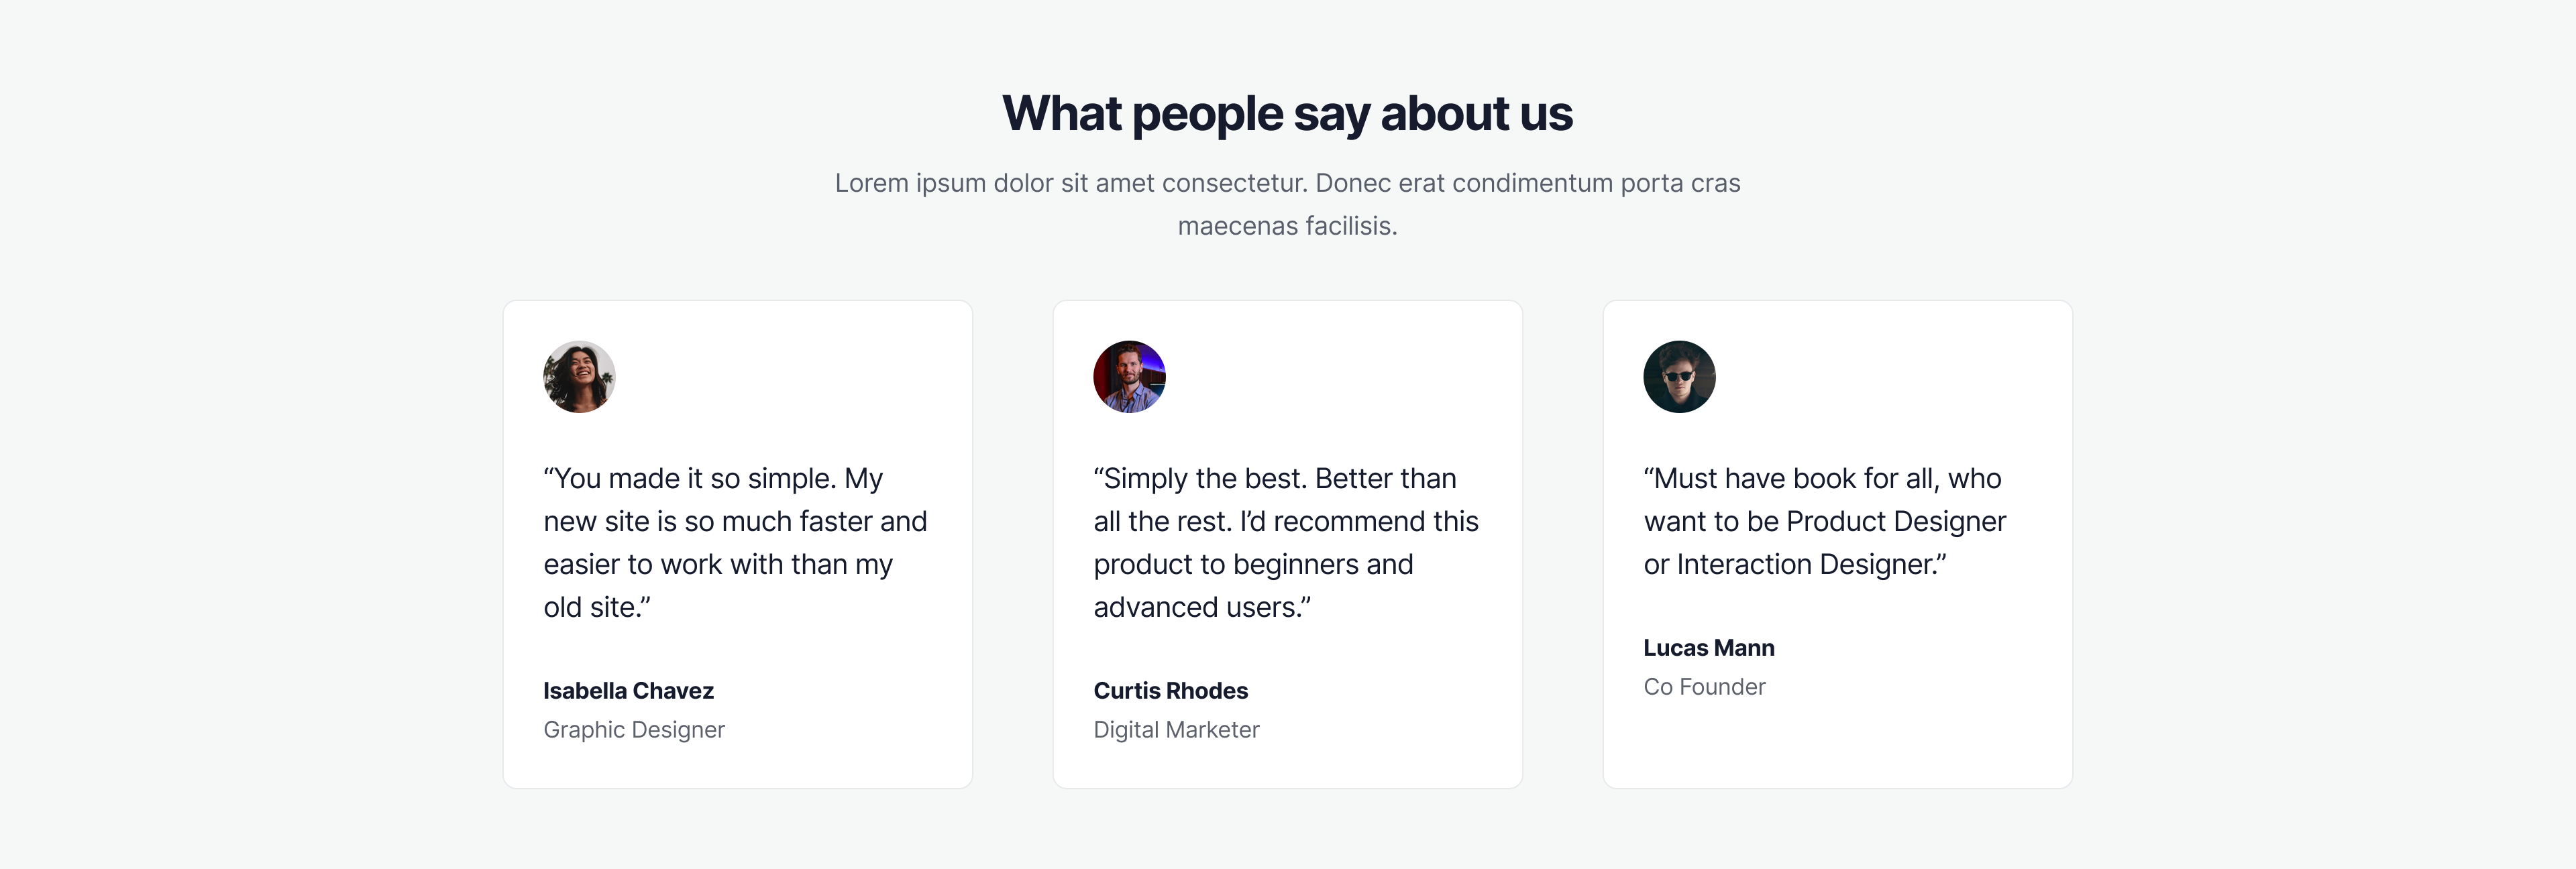 What people say about us
Lorem ipsum dolor sit amet consectetur. Donec erat condimentum porta cras
maecenas facilisis.
“You made it so simple. My
new site is so much faster and
easier to work with than my
old site.”
Isabella Chavez
Graphic Designer
“Simply the best. Better than
all the rest. I’d recommend this
product to beginners and
advanced users.”
Curtis Rhodes
Digital Marketer
“Must have book for all, who
want to be Product Designer
or Interaction Designer.”
Lucas Mann
Co Founder